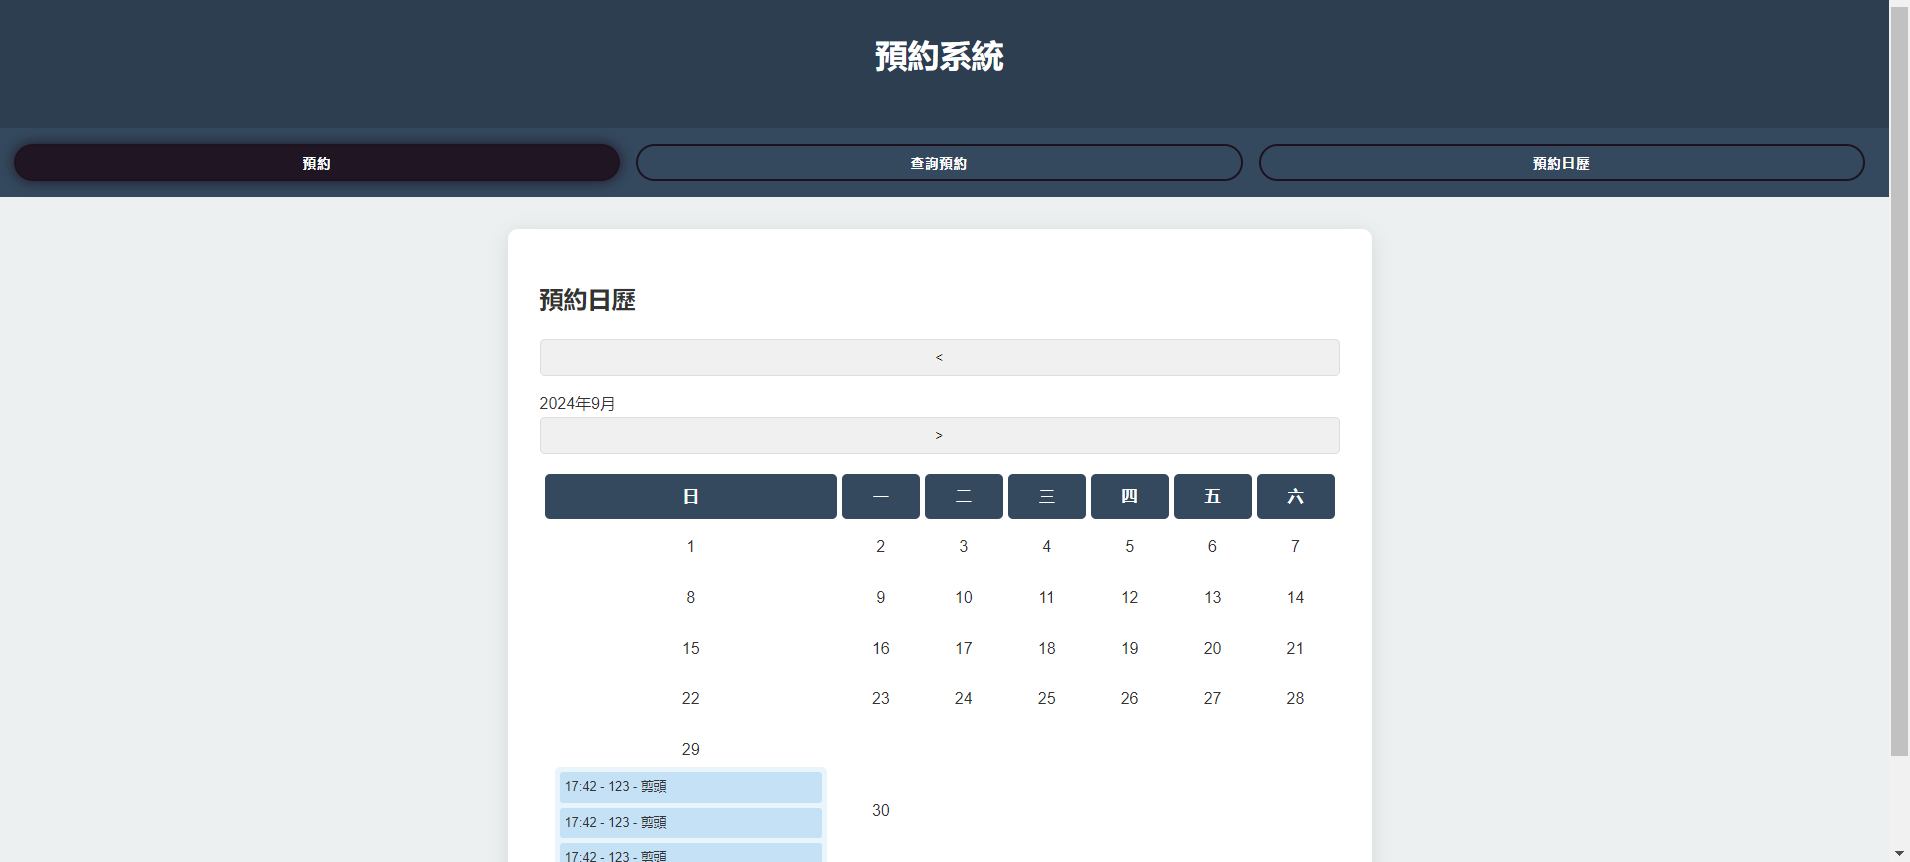 預約系統
預約 查詢預約 預約日歷
預約日歷
<
2024年9月
>
日 一 二 三 四 五 六
1 2 3 4 5 6 7
8 9 10 11 12 13 14
15 16 17 18 19 20 21
22 23 24 25 26 27 28
29
17:42 - 123 - 剪頭
30
17:42 - 123 - 剪頭
17:42 - 123 - 剪頭